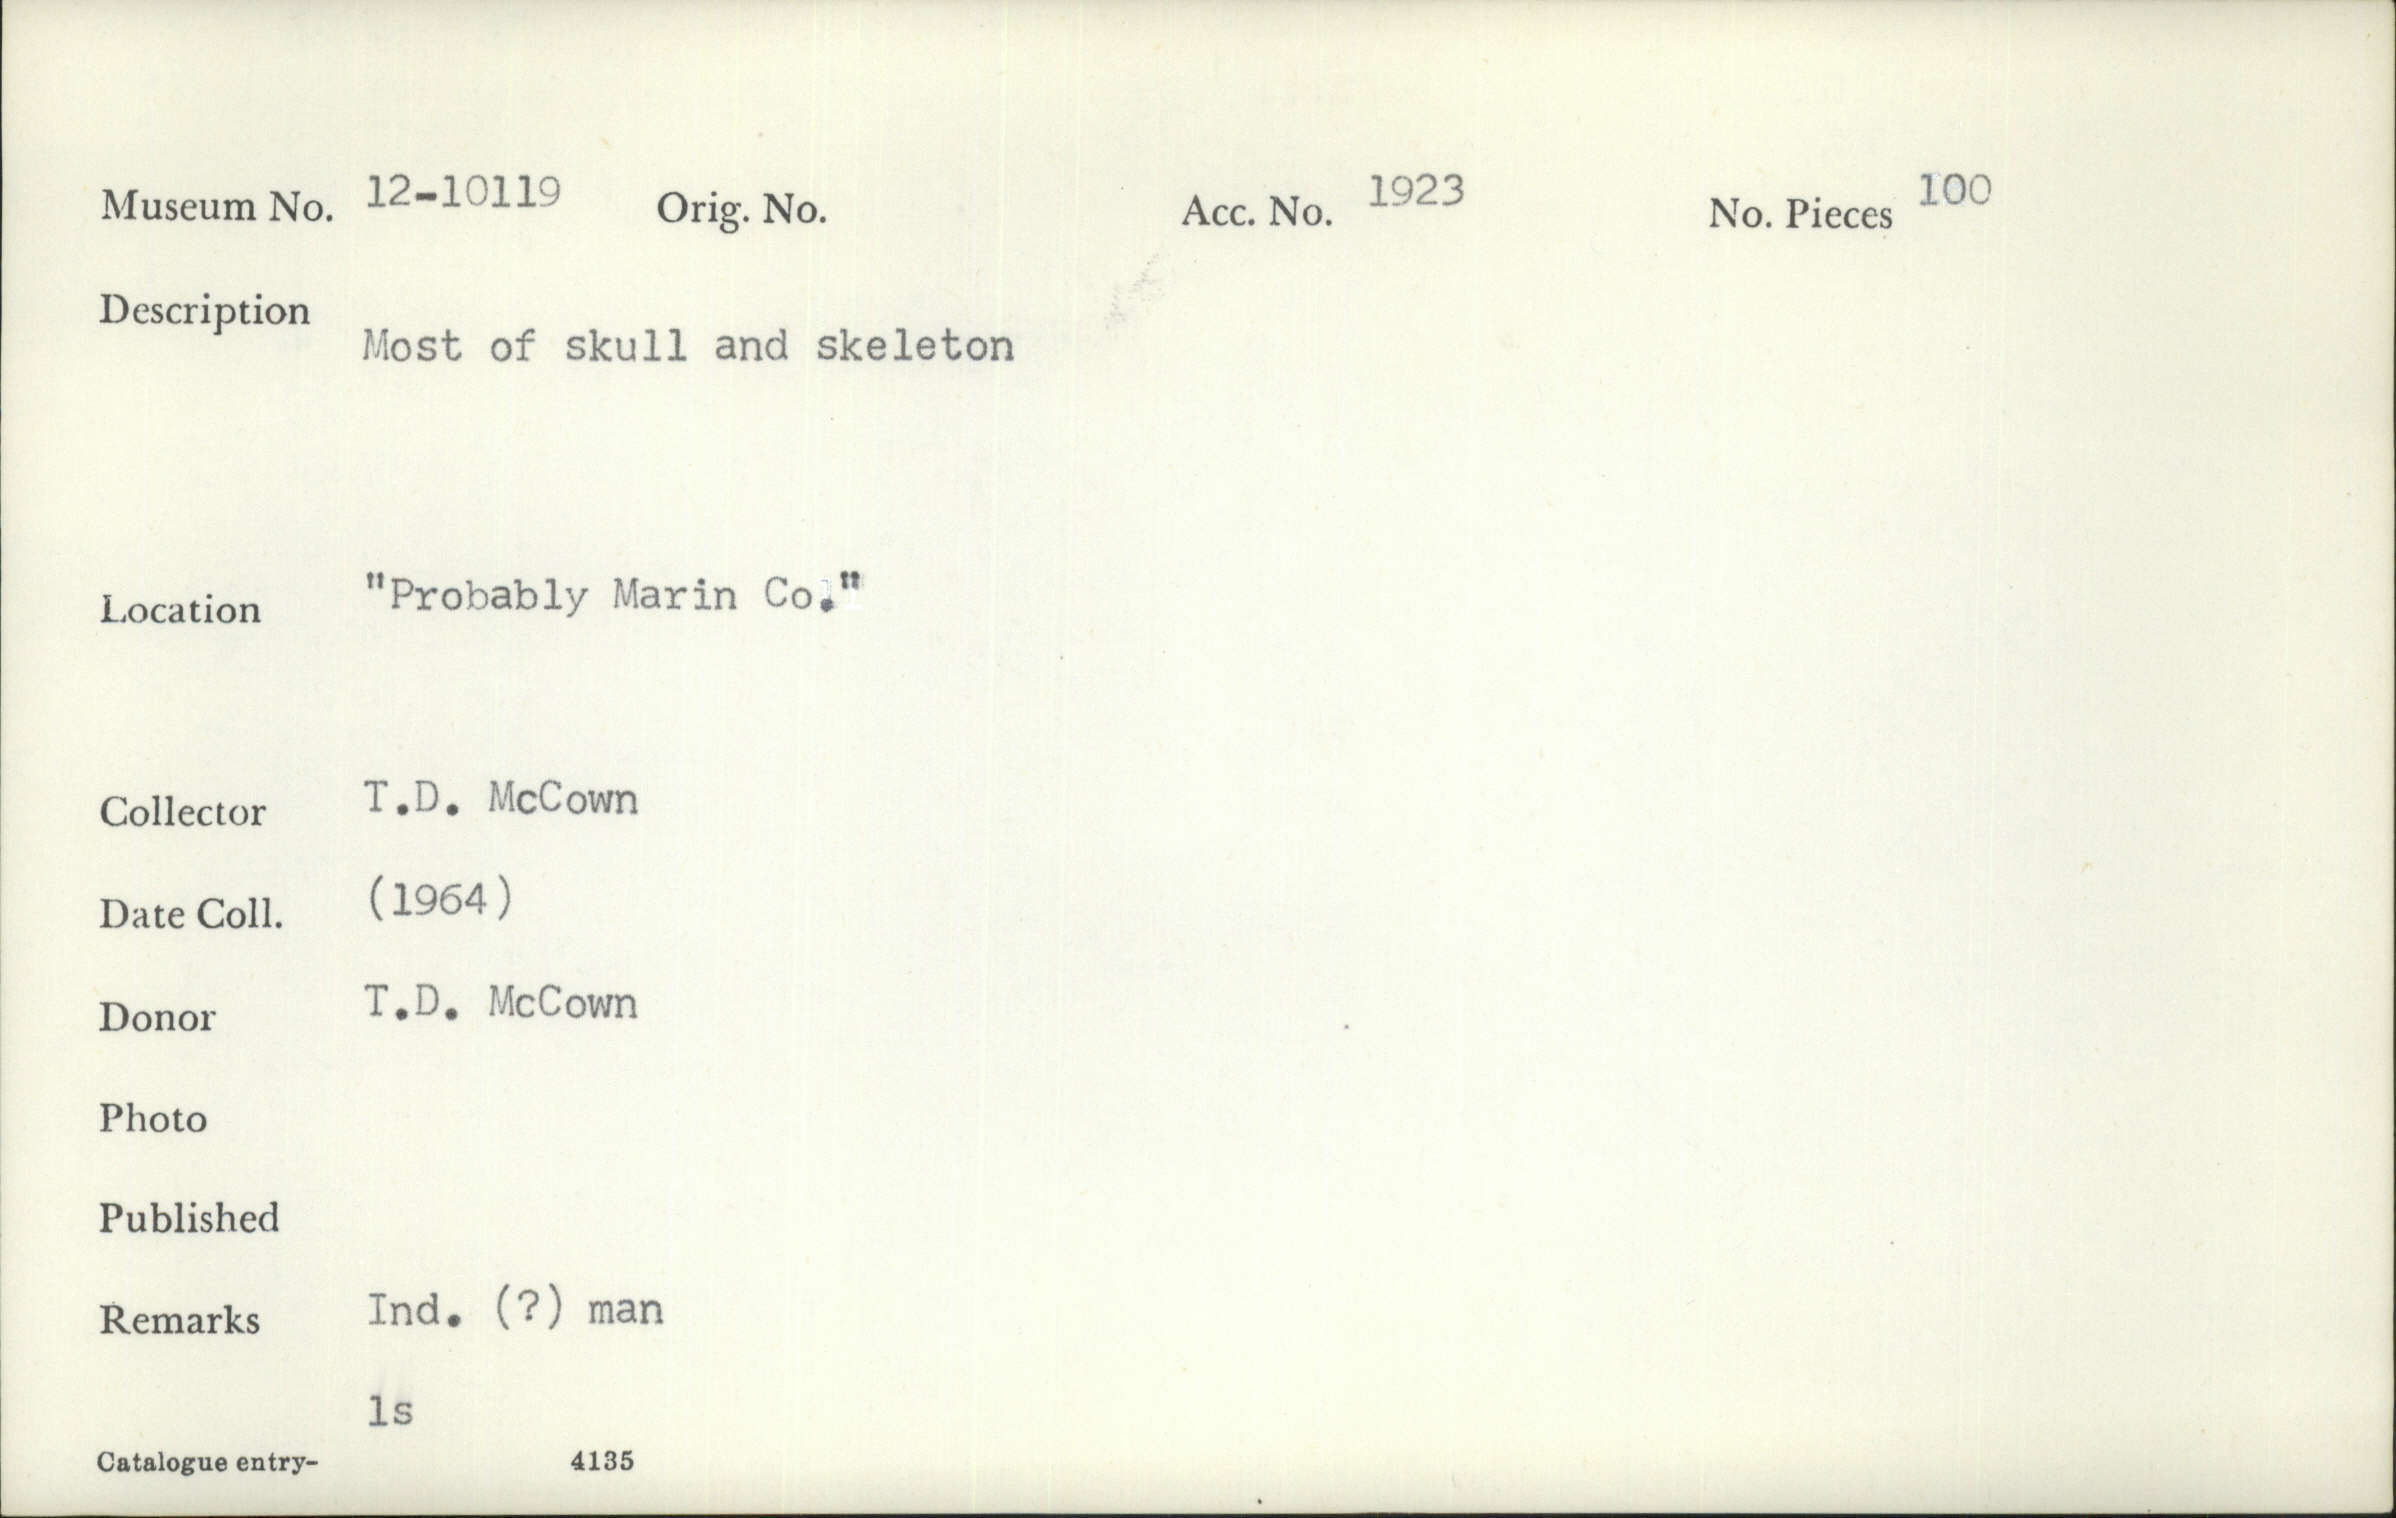 Museum No. 12-10119 Orig. No. Acc. No. 1923 No. Pieces 100
Description
Most of skull and skeleton
Location "Probably Marin Co."
Collector T.D. McCown
Date Coll. (1964)
Donor T.D. McCown
Photo
Published
Remarks Ind. (?) man
ls
Catalogue entry- 4135